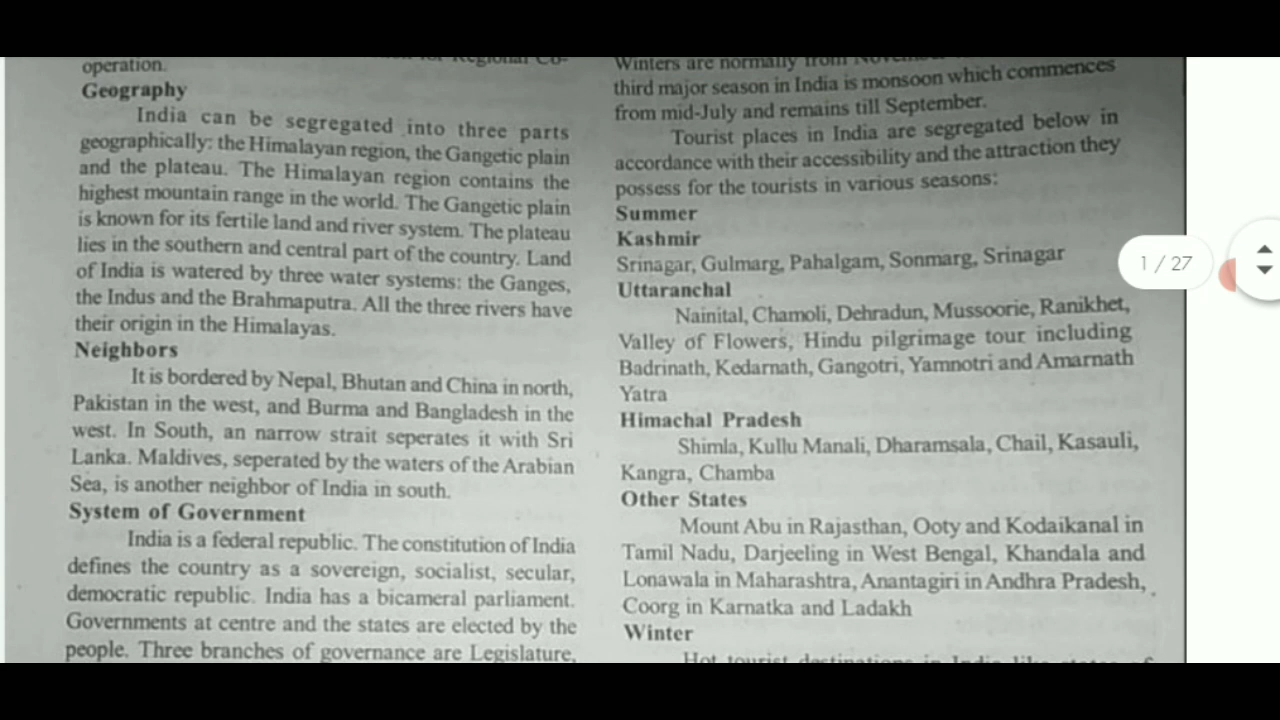 operation.
Geography
India can be segregated into three parts
geographically: the Himalayan region, the Gangetic plain
and the plateau. The Himalayan region contains the
highest mountain range in the world. The Gangetic plain
is known for its fertile land and river system. The plateau
lies in the southern and central part of the country. Land
of India is watered by three water systems: the Ganges,
the Indus and the Brahmaputra. All the three rivers have
their origin in the Himalayas.
Neighbors
It is bordered by Nepal, Bhutan and China in north,
Pakistan in the west, and Burma and Bangladesh in the
west. In South, an narrow strait seperates it with Sri
Lanka. Maldives, seperated by the waters of the Arabian
Sea, is another neighbor of India in south.
System of Government
India is a federal republic. The constitution of India
defines the country as a sovereign, socialist, secular,
democratic republic. India has a bicameral parliament.
Governments at centre and the states are elected by the
people. Three branches of governance are Legislature,
Winters are normally from
third major season in India is monsoon which commences
from mid-July and remains till September.
Tourist places in India are segregated below in
accordance with their accessibility and the attraction they
possess for the tourists in various seasons:
Summer
Kashmir
Srinagar, Gulmarg, Pahalgam, Sonmarg, Srinagar
Uttaranchal
Nainital, Chamoli, Dehradun, Mussoorie, Ranikhet,
Valley of Flowers, Hindu pilgrimage tour including
Badrinath, Kedarnath, Gangotri, Yamnotri and Amarnath
Yatra
Himachal Pradesh
Shimla, Kullu Manali, Dharamsala, Chail, Kasauli,
Kangra, Chamba
Other States
Mount Abu in Rajasthan, Ooty and Kodaikanal in
Tamil Nadu, Darjeeling in West Bengal, Khandala and
Lonawala in Maharashtra, Anantagiri in Andhra Pradesh,
Coorg in Karnatka and Ladakh
Winter
1 / 27